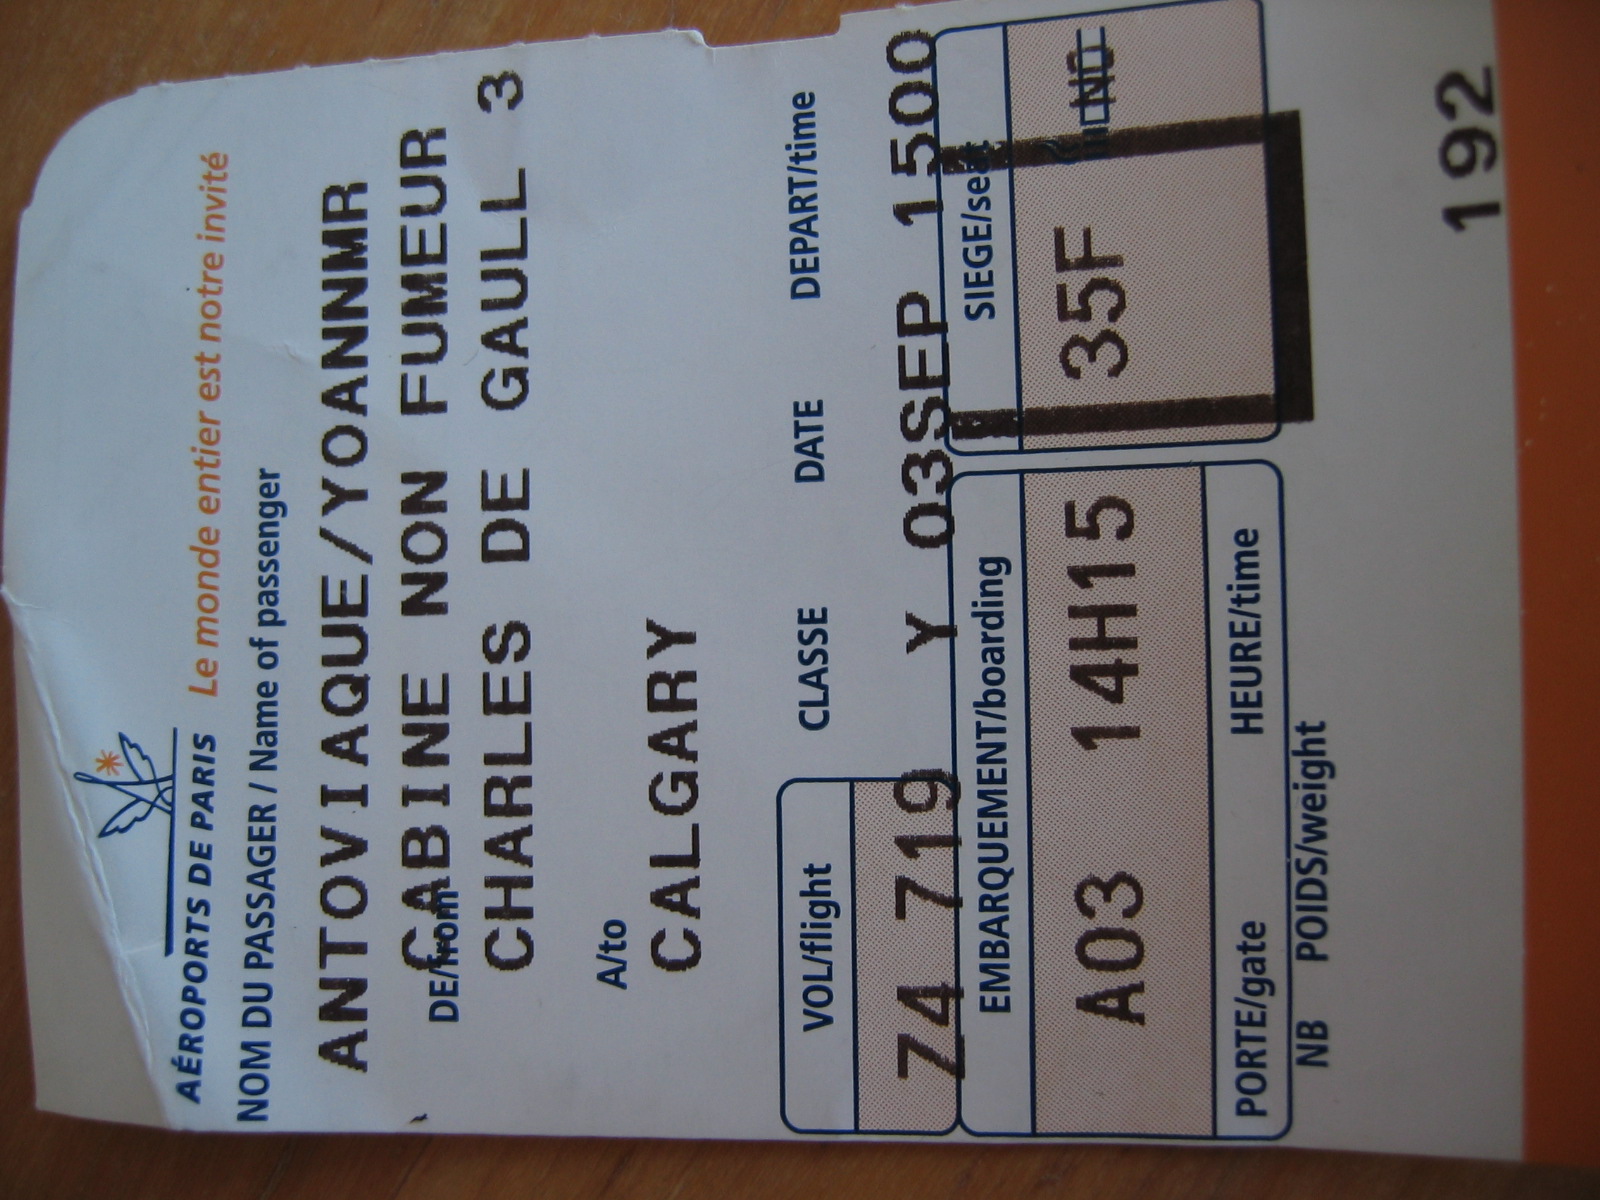 AÉROPORTS DE PARIS Le monde entier est notre invité
NOM DU PASSAGER / Name of passenger
ANTOVIAQUE/YOANNMR
CABINE NON FUMEUR
DE/from
CHARLES DE GAULL 3
A/to
CALGARY
VOL/flight CLASSE DATE DEPART/time
Z4 719 Y 03SEP 1500
EMBARQUEMENT/boarding SIEGE/seat
A03 14H15 35F NO
PORTE/gate HEURE/time
NB POIDS/weight
192